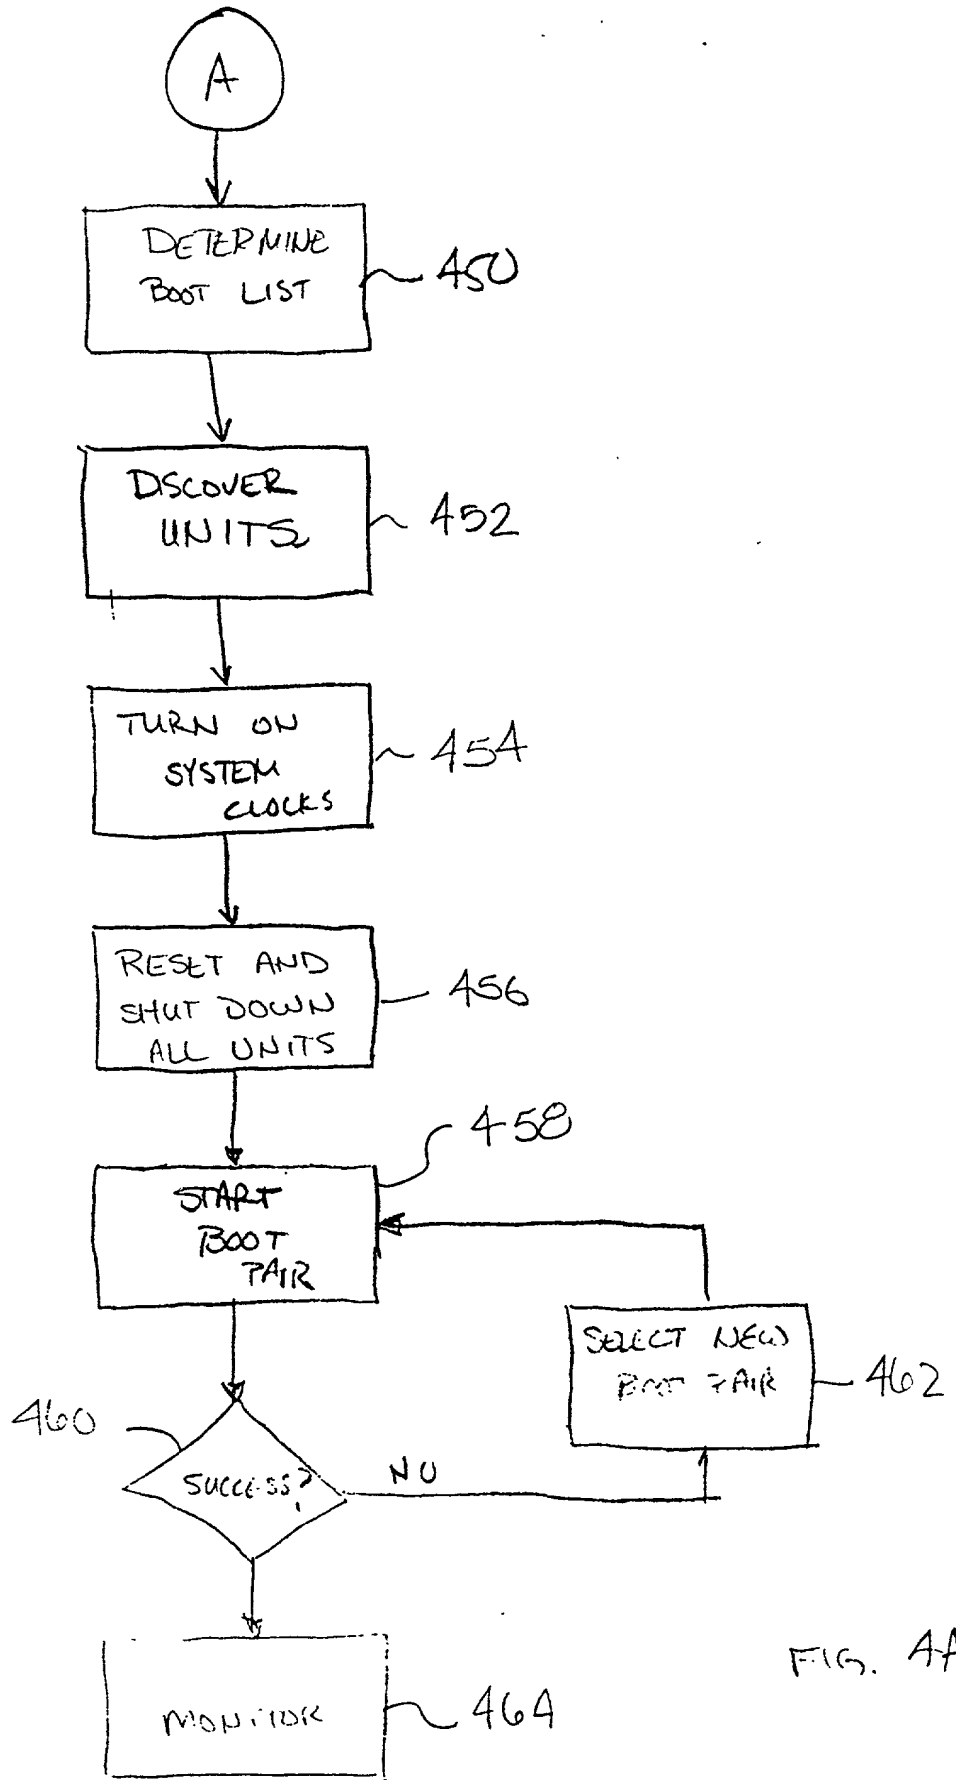 A
DETERMINE
BOOT LIST
450
DISCOVER
UNITS
452
TURN ON
SYSTEM
CLOCKS
454
RESET AND
SHUT DOWN
ALL UNITS
456
458
START
BOOT
PAIR
SELECT NEW
BOOT PAIR
462
460
SUCCESS?
NO
MONITOR
464
FIG. 4A